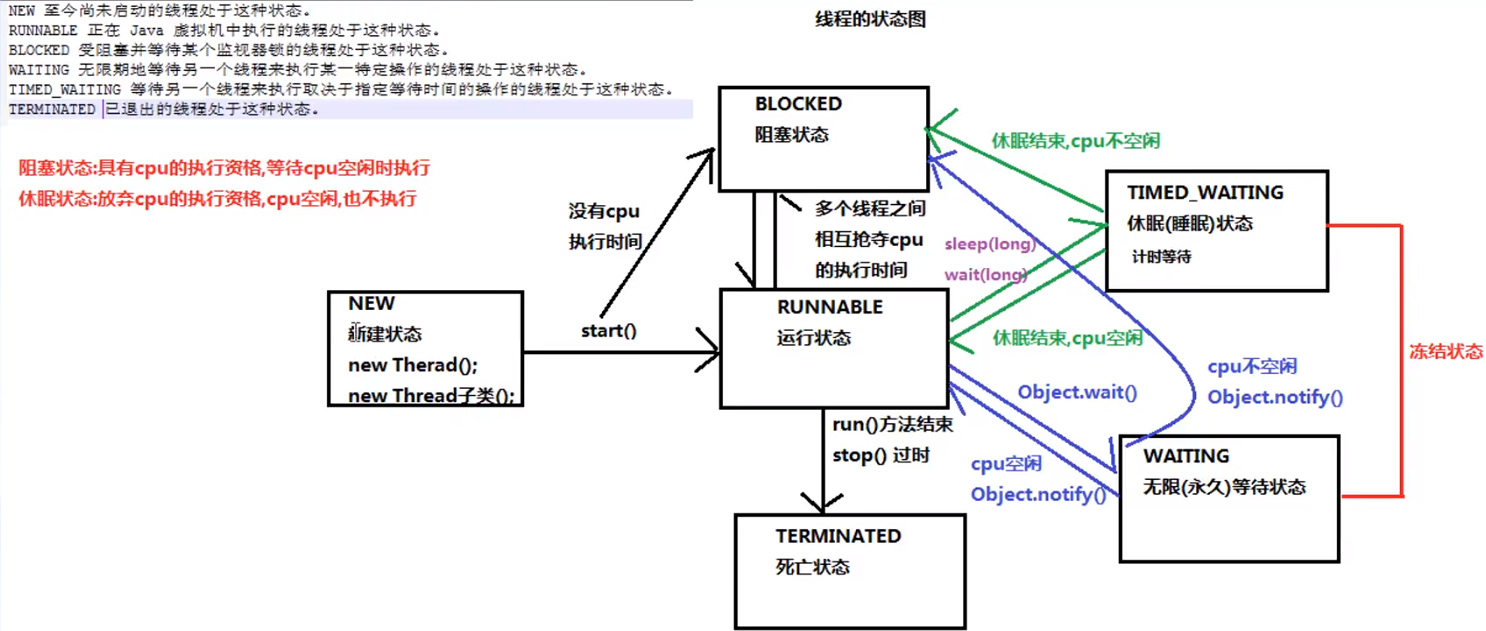 NEW 至今尚未启动的线程处于这种状态。
RUNNABLE 正在 Java 虚拟机中执行的线程处于这种状态。
BLOCKED 受阻塞并等待某个监视器锁的线程处于这种状态。
WAITING 无限期地等待另一个线程来执行某一特定操作的线程处于这种状态。
TIMED_WAITING 等待另一个线程来执行取决于指定等待时间的操作的线程处于这种状态。
TERMINATED 已退出的线程处于这种状态。
线程的状态图
阻塞状态:具有cpu的执行资格,等待cpu空闲时执行
休眠状态:放弃cpu的执行资格,cpu空闲,也不执行
BLOCKED
阻塞状态
休眠结束,cpu不空闲
TIMED_WAITING
休眠(睡眠)状态
计时等待
没有cpu
执行时间
多个线程之间
相互抢夺cpu
的执行时间
sleep(long)
wait(long)
NEW
新建状态
new Therad();
new Thread子类();
start()
RUNNABLE
运行状态
休眠结束,cpu空闲
冻结状态
cpu不空闲
Object.notify()
Object.wait()
run()方法结束
stop() 过时
cpu空闲
Object.notify()
WAITING
无限(永久)等待状态
TERMINATED
死亡状态